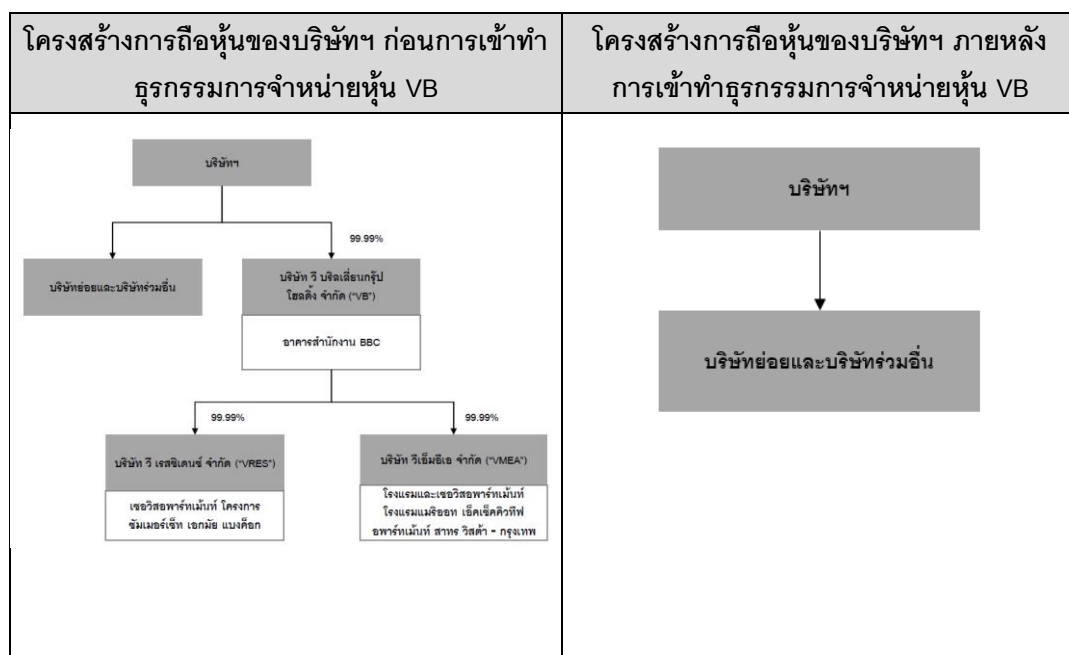 โครงสร้างการถือหุ้นของบริษัทฯ ก่อนการเข้าทำ
ธุรกรรมการจำหน่ายหุ้น VB
โครงสร้างการถือหุ้นของบริษัทฯ ภายหลัง
การเข้าทำธุรกรรมการจำหน่ายหุ้น VB
บริษัทฯ
99.99%
บริษัทย่อยและบริษัทร่วมอื่น
บริษัท วี บริลเลี่ยนกรุ๊ป
โฮลดิ้ง จำกัด ("VB")
อาคารสำนักงาน BBC
99.99%
99.99%
บริษัท วี เรสซิเดนซ์ จำกัด ("VRES")
เซอวิสอพาร์ทเม้นท์ โครงการ
ซัมเมอร์เซ็ท เอกมัย แบงค็อก
บริษัท วีเอ็มอีเอ จำกัด ("VMEA")
โรงแรมและเซอวิสอพาร์ทเม้นท์
โรงแรมแมริออท เอ็คเซ็คคิวทีฟ
อพาร์ทเม้นท์ สาทร วิสต้า - กรุงเทพ
บริษัทฯ
บริษัทย่อยและบริษัทร่วมอื่น